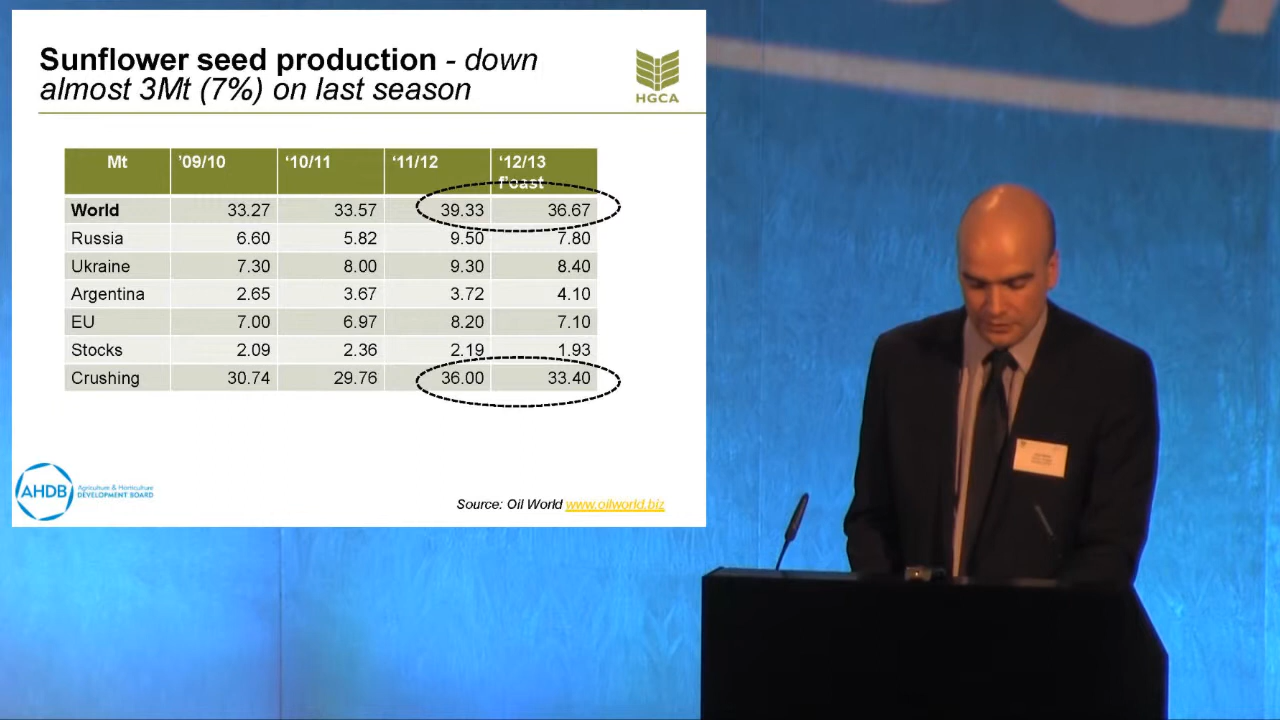 Sunflower seed production - down
almost 3Mt (7%) on last season
HGCA
Mt '09/10 '10/11 '11/12 '12/13
f'cast
World 33.27 33.57 39.33 36.67
Russia 6.60 5.82 9.50 7.80
Ukraine 7.30 8.00 9.30 8.40
Argentina 2.65 3.67 3.72 4.10
EU 7.00 6.97 8.20 7.10
Stocks 2.09 2.36 2.19 1.93
Crushing 30.74 29.76 36.00 33.40
AHDB
Agriculture & Horticulture
DEVELOPMENT BOARD
Source: Oil World www.oilworld.biz